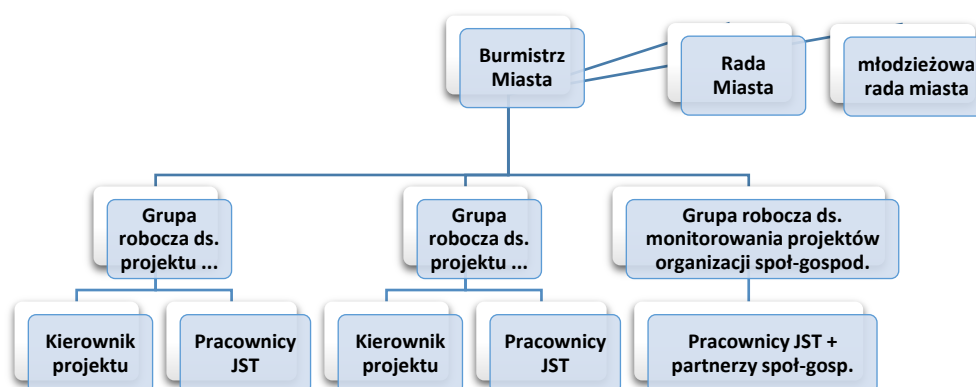 Burmistrz
Miasta
Rada
Miasta
młodzieżowa
rada miasta
Grupa
robocza ds.
projektu ...
Grupa
robocza ds.
projektu ...
Grupa robocza ds.
monitorowania projektów
organizacji społ-gospod.
Kierownik
projektu
Pracownicy
JST
Kierownik
projektu
Pracownicy
JST
Pracownicy JST +
partnerzy społ-gosp.